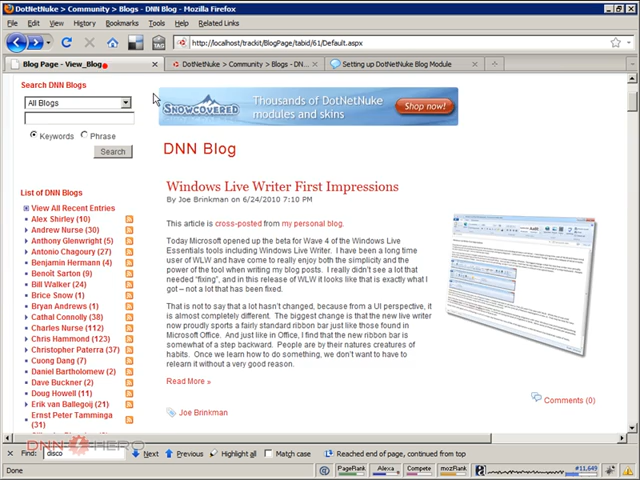 DotNetNuke > Community > Blogs - DNN Blog - Mozilla Firefox
File Edit View History Bookmarks Tools Help Related Links
TAG http://localhost/trackit/BlogPage/tabid/61/Default.aspx
Blog Page - View_Blog DotNetNuke > Community > Blogs - DN... Setting up DotNetNuke Blog Module
Search DNN Blogs
All Blogs
Keywords Phrase
Search
SNOWCOVERED
Thousands of DotNetNuke
modules and skins
Shop now!
DNN Blog
Windows Live Writer First Impressions
By Joe Brinkman on 6/24/2010 7:10 PM
This article is cross-posted from my personal blog.
Today Microsoft opened up the beta for Wave 4 of the Windows Live
Essentials tools including Windows Live Writer. I have been a long time
user of WLW and have come to really enjoy both the simplicity and the
power of the tool when writing my blog posts. I really didn't see a lot that
needed "fixing", and in this release of WLW it looks like that is exactly what I
got – not a lot that has been fixed.
That is not to say that a lot hasn't changed, because from a UI perspective, it
is almost completely different. The biggest change is that the new live writer
now proudly sports a fairly standard ribbon bar just like those found in
Microsoft Office. And just like in Office, I find that the new ribbon bar is
somewhat of a step backward. People are by their natures creatures of
habits. Once we learn how to do something, we don't want to have to
relearn it without a very good reason.
Read More »
Comments (0)
Joe Brinkman
List of DNN Blogs
View All Recent Entries
Alex Shirley (10)
Andrew Nurse (30)
Anthony Glenwright (5)
Antonio Chagoury (27)
Benjamin Hermann (4)
Benoît Sarton (9)
Bill Walker (24)
Brice Snow (1)
Bryan Andrews (1)
Cathal Connolly (38)
Charles Nurse (112)
Chris Hammond (123)
Christopher Paterra (37)
Cuong Dang (7)
Daniel Bartholomew (2)
Dave Buckner (2)
Doug Howell (11)
Erik van Ballegoij (21)
Ernst Peter Tamminga
(31)
DNN HERO
Find: disco Next Previous Highlight all Match case Reached end of page, continued from top
Done PageRank Alexa Compete mozRank #11,649